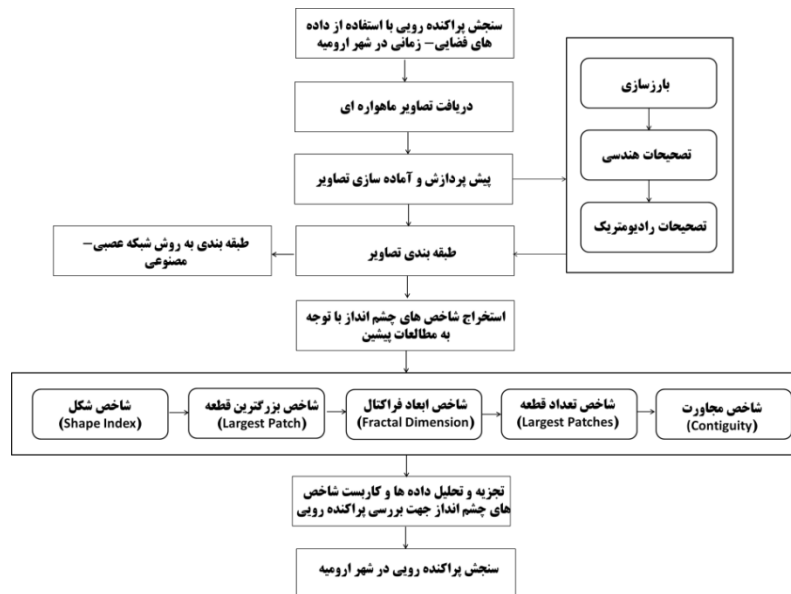 سنجش پراکنده رویی با استفاده از داده
های فضایی– زمانی در شهر ارومیه
دریافت تصاویر ماهواره ای
پیش پردازش و آماده سازی تصاویر
بارزسازی
تصحیحات هندسی
تصحیحات رادیومتریک
طبقه بندی تصاویر
طبقه بندی به روش شبکه عصبی–
مصنوعی
استخراج شاخص های چشم انداز با توجه
به مطالعات پیشین
شاخص شکل
(Shape Index)
شاخص بزرگترین قطعه
(Largest Patch)
شاخص ابعاد فراکتال
(Fractal Dimension)
شاخص تعداد قطعه
(Largest Patches)
شاخص مجاورت
(Contiguity)
تجزیه و تحلیل داده ها و کاربست شاخص
های چشم انداز جهت بررسی پراکنده رویی
سنجش پراکنده رویی در شهر ارومیه